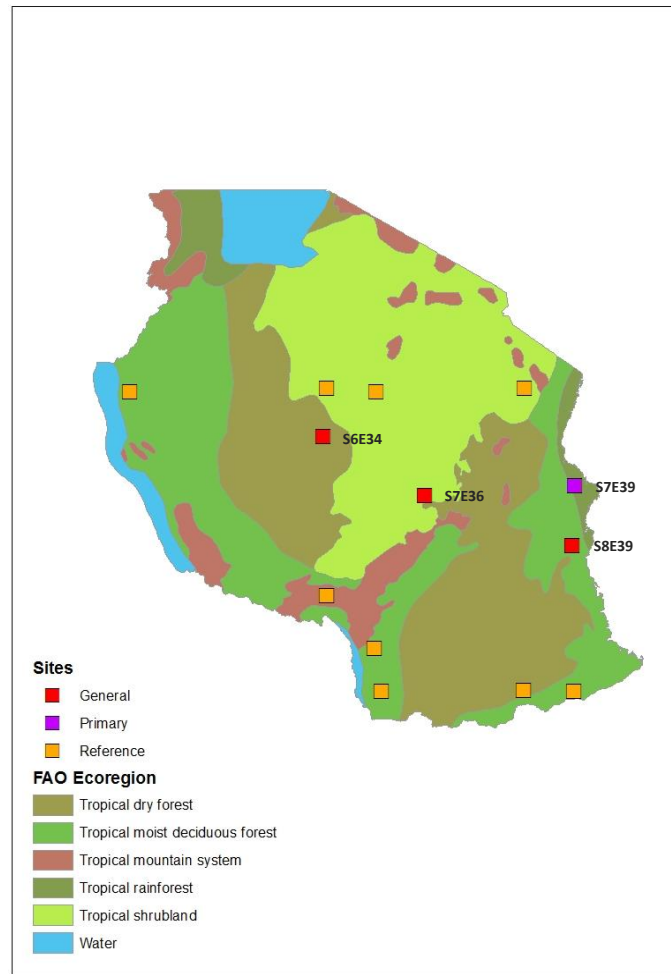 S6E34
S7E36
S7E39
S8E39
Sites
General
Primary
Reference
FAO Ecoregion
Tropical dry forest
Tropical moist deciduous forest
Tropical mountain system
Tropical rainforest
Tropical shrubland
Water